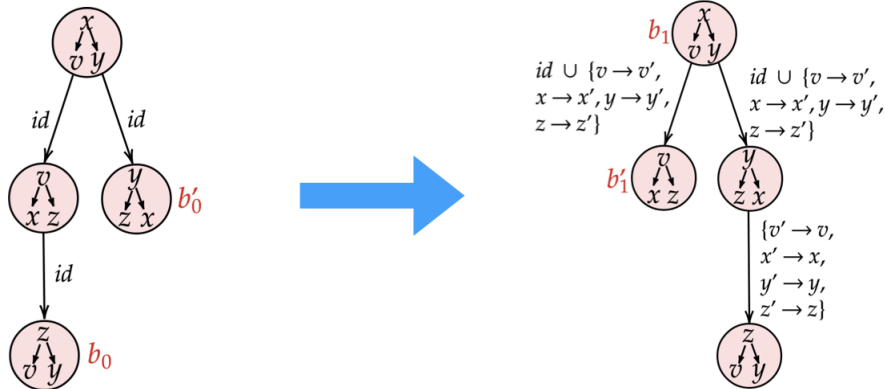 x
v y
id
id
v
x z
y
z x
b′₀
id
z
v y
b₀
b₁
x
v y
id ∪ {v → v′,
x → x′, y → y′,
z → z′}
id ∪ {v → v′,
x → x′, y → y′,
z → z′}
b′₁
v
x z
y
z x
{v′ → v,
x′ → x,
y′ → y,
z′ → z}
z
v y